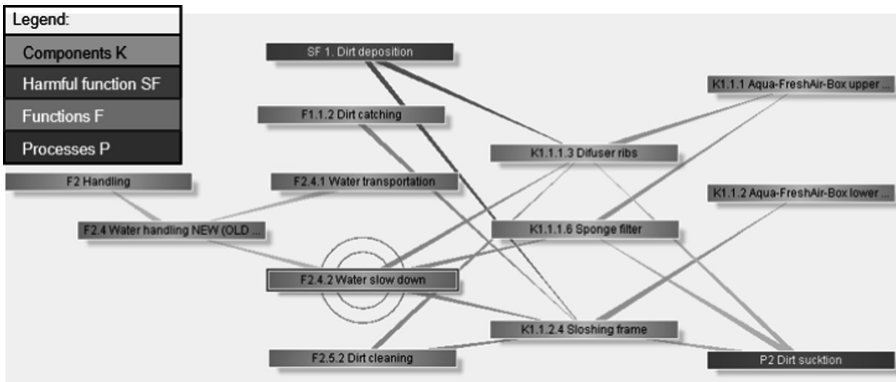 Legend:
Components K
Harmful function SF
Functions F
Processes P
SF 1. Dirt deposition
K1.1.1 Aqua-FreshAir-Box upper ...
F1.1.2 Dirt catching
K1.1.1.3 Difuser ribs
F2 Handling
F2.4.1 Water transportation
K1.1.2 Aqua-FreshAir-Box lower ...
F2.4 Water handling NEW (OLD ...
K1.1.1.6 Sponge filter
F2.4.2 Water slow down
K1.1.2.4 Sloshing frame
F2.5.2 Dirt cleaning
P2 Dirt sucktion